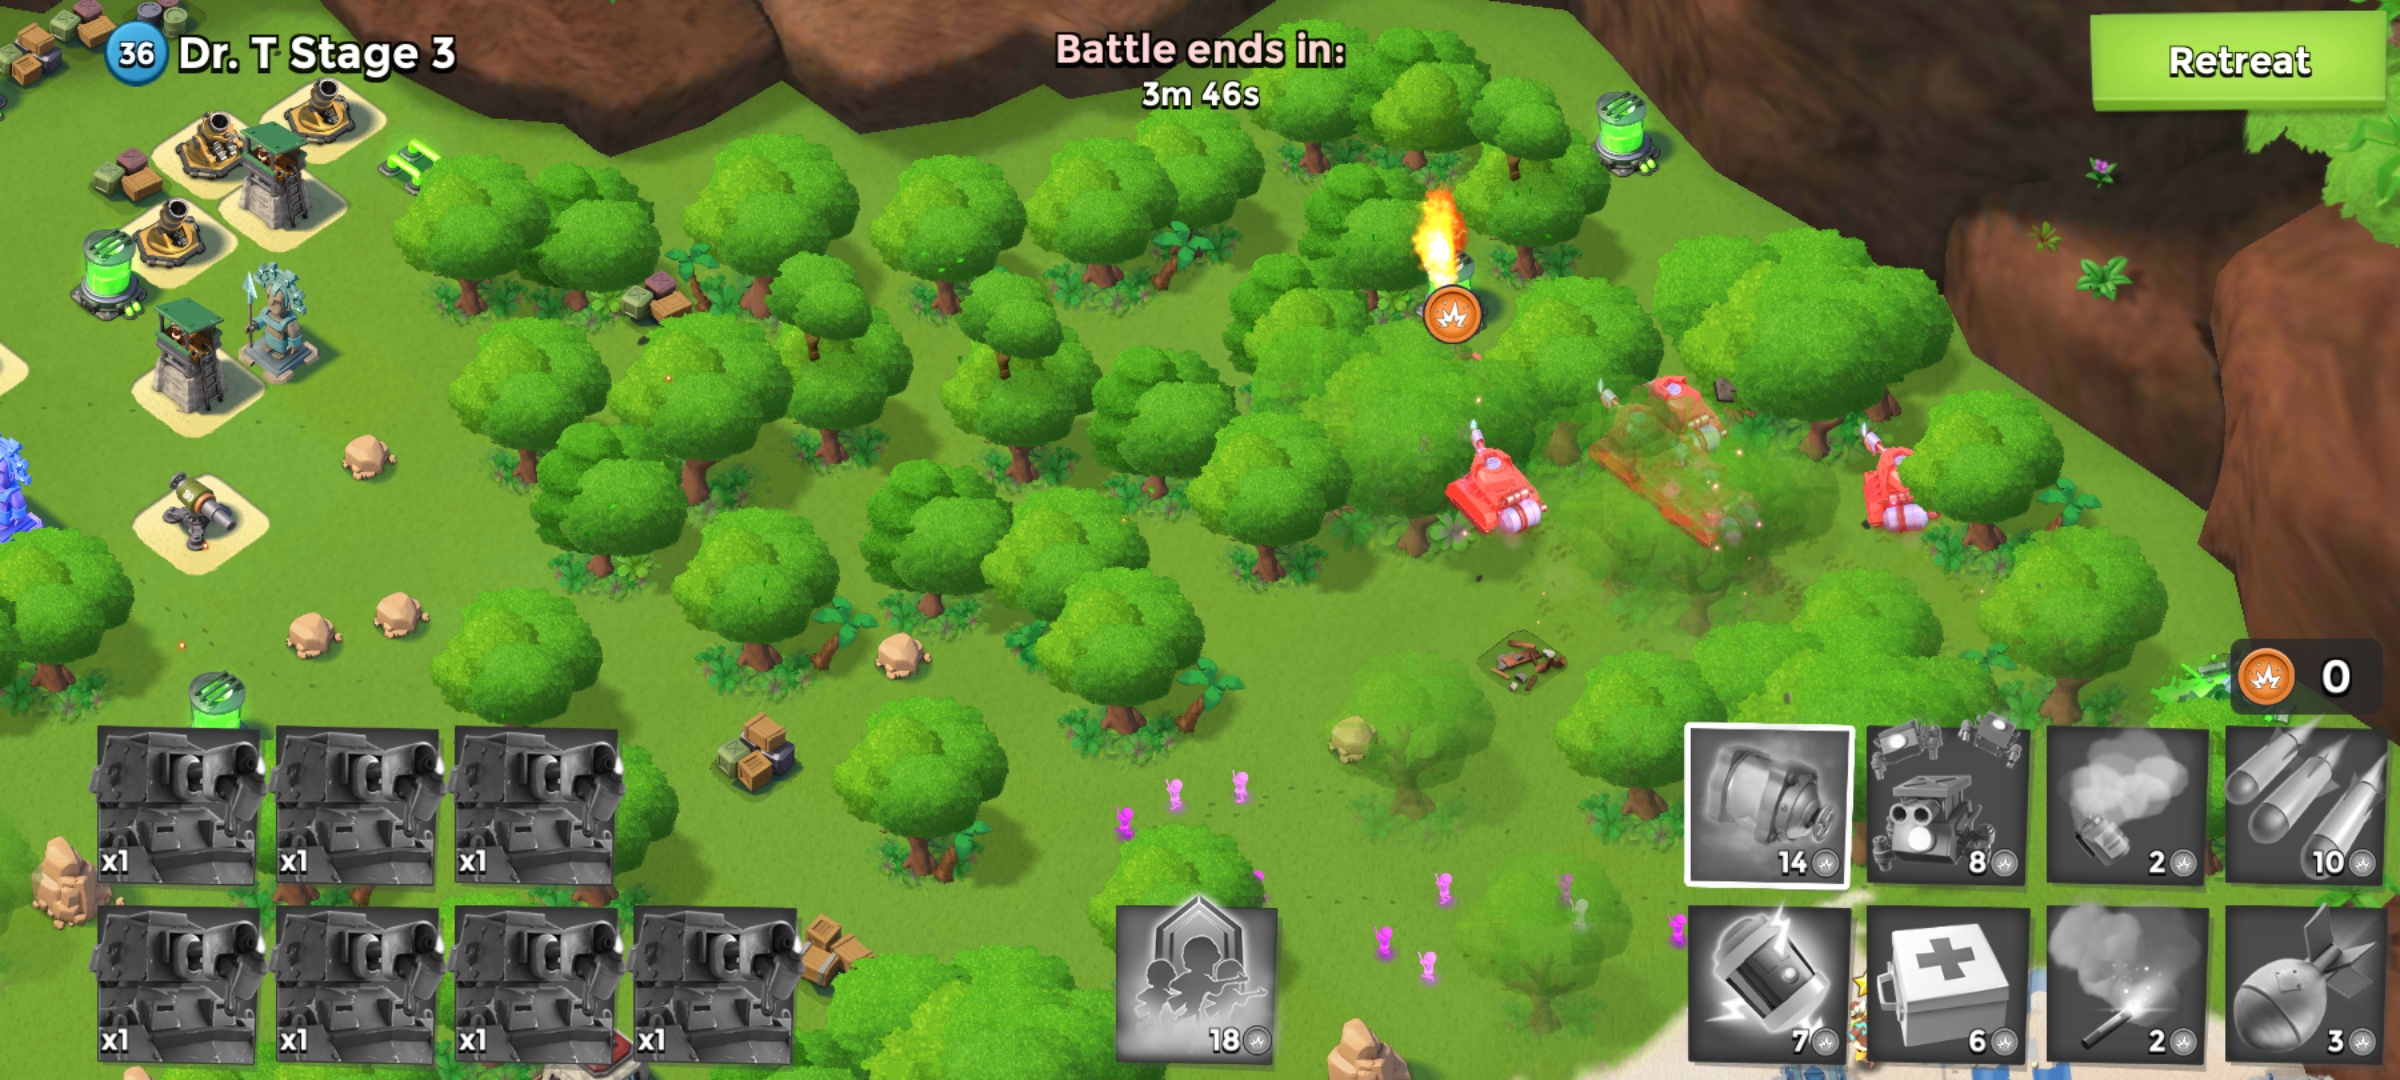 36 Dr. T Stage 3
Battle ends in:
3m 46s
Retreat
0
x1 x1 x1
14 8 2 10
x1 x1 x1 x1
18
7 6 2 3